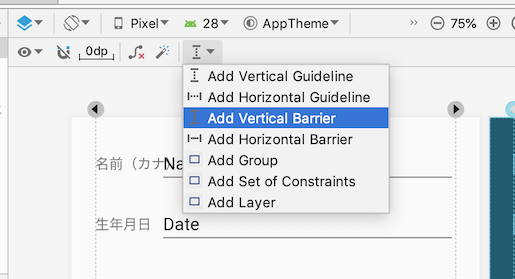 Pixel 28 AppTheme >> 75%
0dp
Add Vertical Guideline
Add Horizontal Guideline
Add Vertical Barrier
Add Horizontal Barrier
Add Group
Add Set of Constraints
Add Layer
名前（カナ Na
生年月日 Date